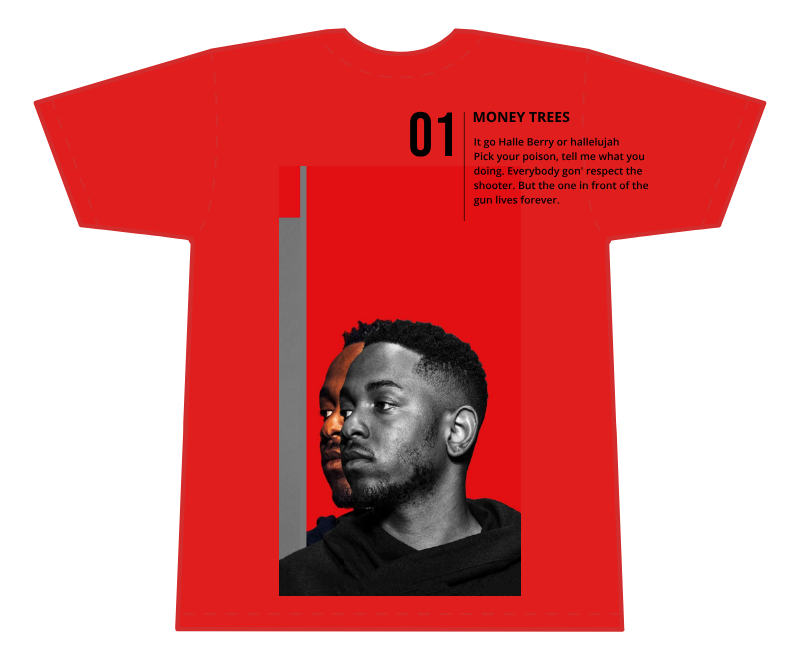 01
MONEY TREES
It go Halle Berry or hallelujah
Pick your poison, tell me what you
doing. Everybody gon' respect the
shooter. But the one in front of the
gun lives forever.